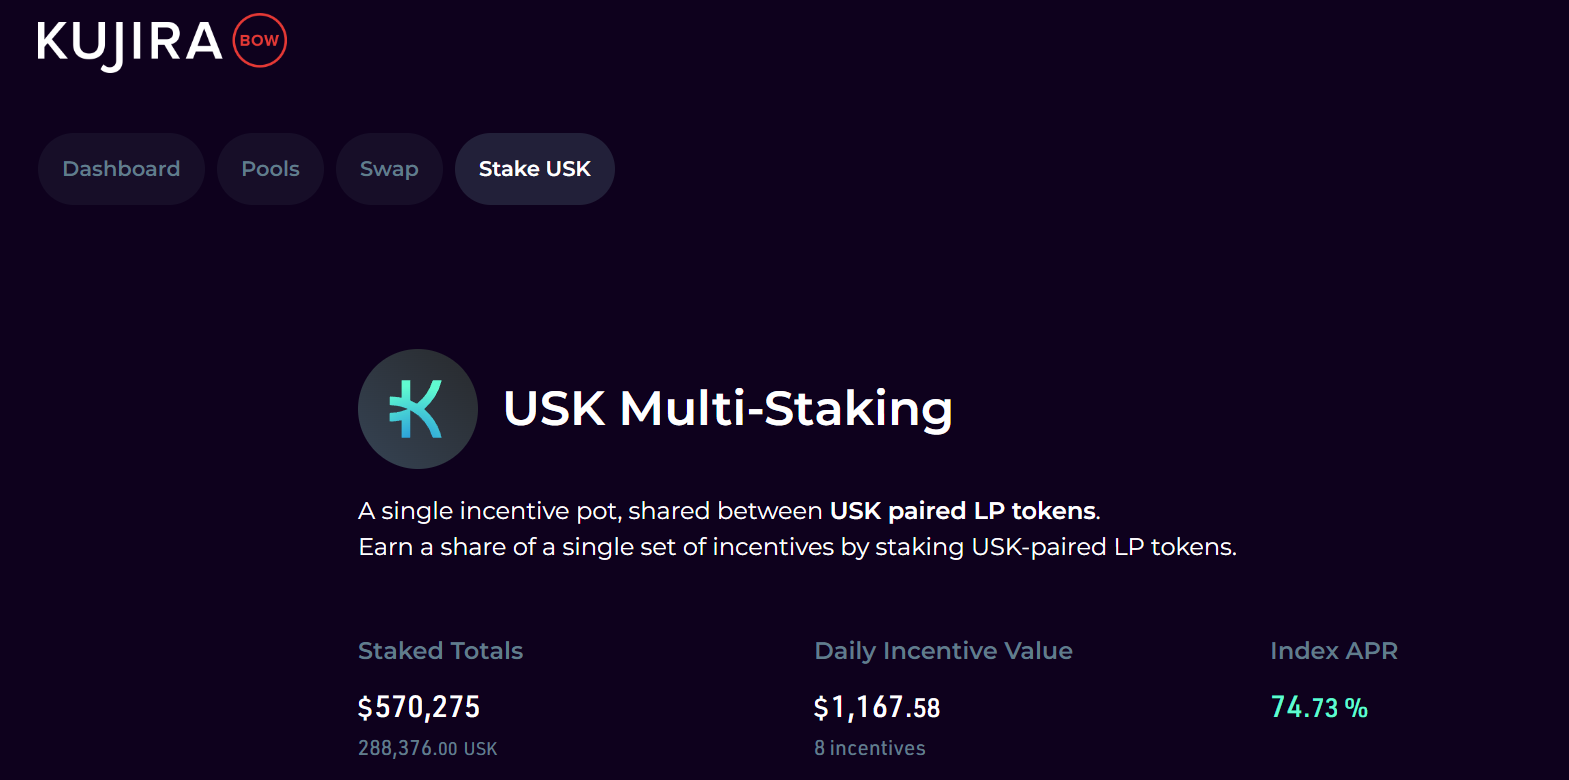 KUJIRA BOW
Dashboard Pools Swap Stake USK
USK Multi-Staking
A single incentive pot, shared between USK paired LP tokens.
Earn a share of a single set of incentives by staking USK-paired LP tokens.
Staked Totals Daily Incentive Value Index APR
$570,275 $1,167.58 74.73 %
288,376.00 USK 8 incentives